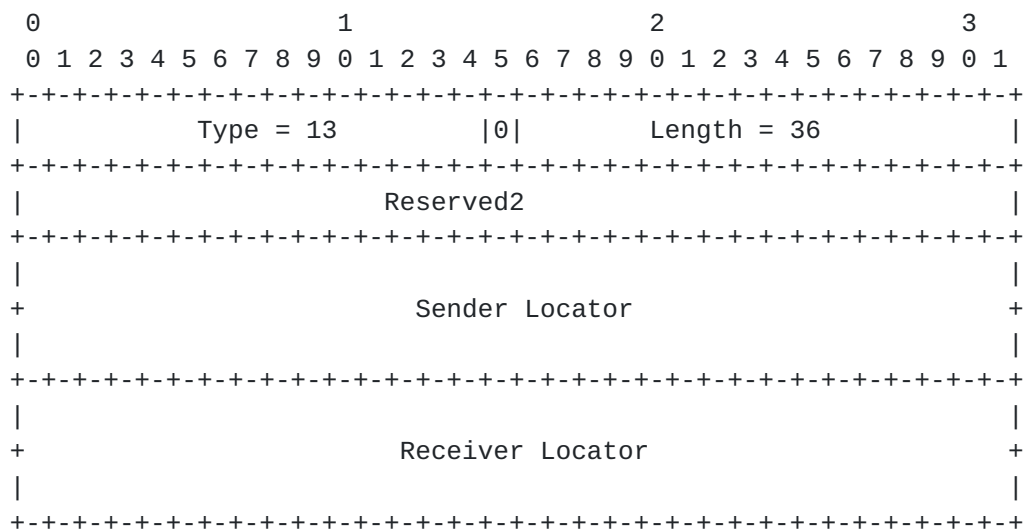 0                   1                   2                   3
 0 1 2 3 4 5 6 7 8 9 0 1 2 3 4 5 6 7 8 9 0 1 2 3 4 5 6 7 8 9 0 1
+-+-+-+-+-+-+-+-+-+-+-+-+-+-+-+-+-+-+-+-+-+-+-+-+-+-+-+-+-+-+-+-+
|           Type = 13         |0|        Length = 36            |
+-+-+-+-+-+-+-+-+-+-+-+-+-+-+-+-+-+-+-+-+-+-+-+-+-+-+-+-+-+-+-+-+
|                       Reserved2                               |
+-+-+-+-+-+-+-+-+-+-+-+-+-+-+-+-+-+-+-+-+-+-+-+-+-+-+-+-+-+-+-+-+
|                                                               |
+                         Sender Locator                        +
|                                                               |
+-+-+-+-+-+-+-+-+-+-+-+-+-+-+-+-+-+-+-+-+-+-+-+-+-+-+-+-+-+-+-+-+
|                                                               |
+                        Receiver Locator                       +
|                                                               |
+-+-+-+-+-+-+-+-+-+-+-+-+-+-+-+-+-+-+-+-+-+-+-+-+-+-+-+-+-+-+-+-+